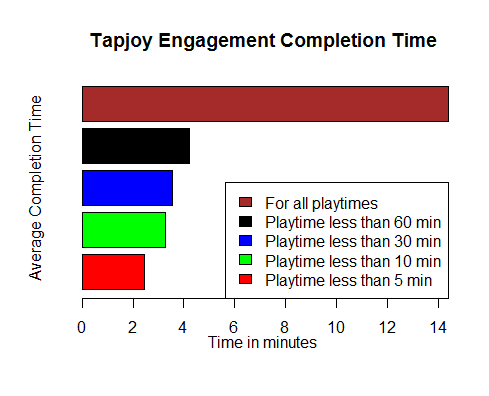 Tapjoy Engagement Completion Time
Average Completion Time
For all playtimes
Playtime less than 60 min
Playtime less than 30 min
Playtime less than 10 min
Playtime less than 5 min
0 2 4 6 8 10 12 14
Time in minutes